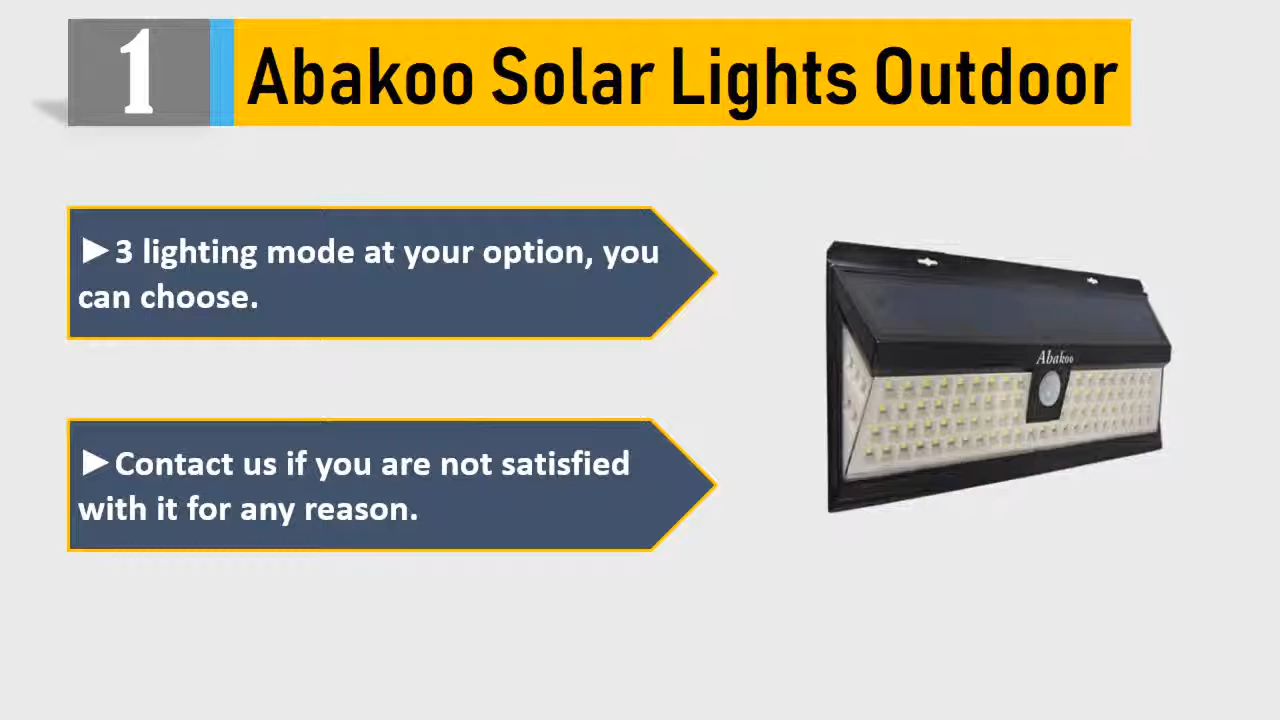 1
Abakoo Solar Lights Outdoor
►3 lighting mode at your option, you
can choose.
Abakoo
►Contact us if you are not satisfied
with it for any reason.